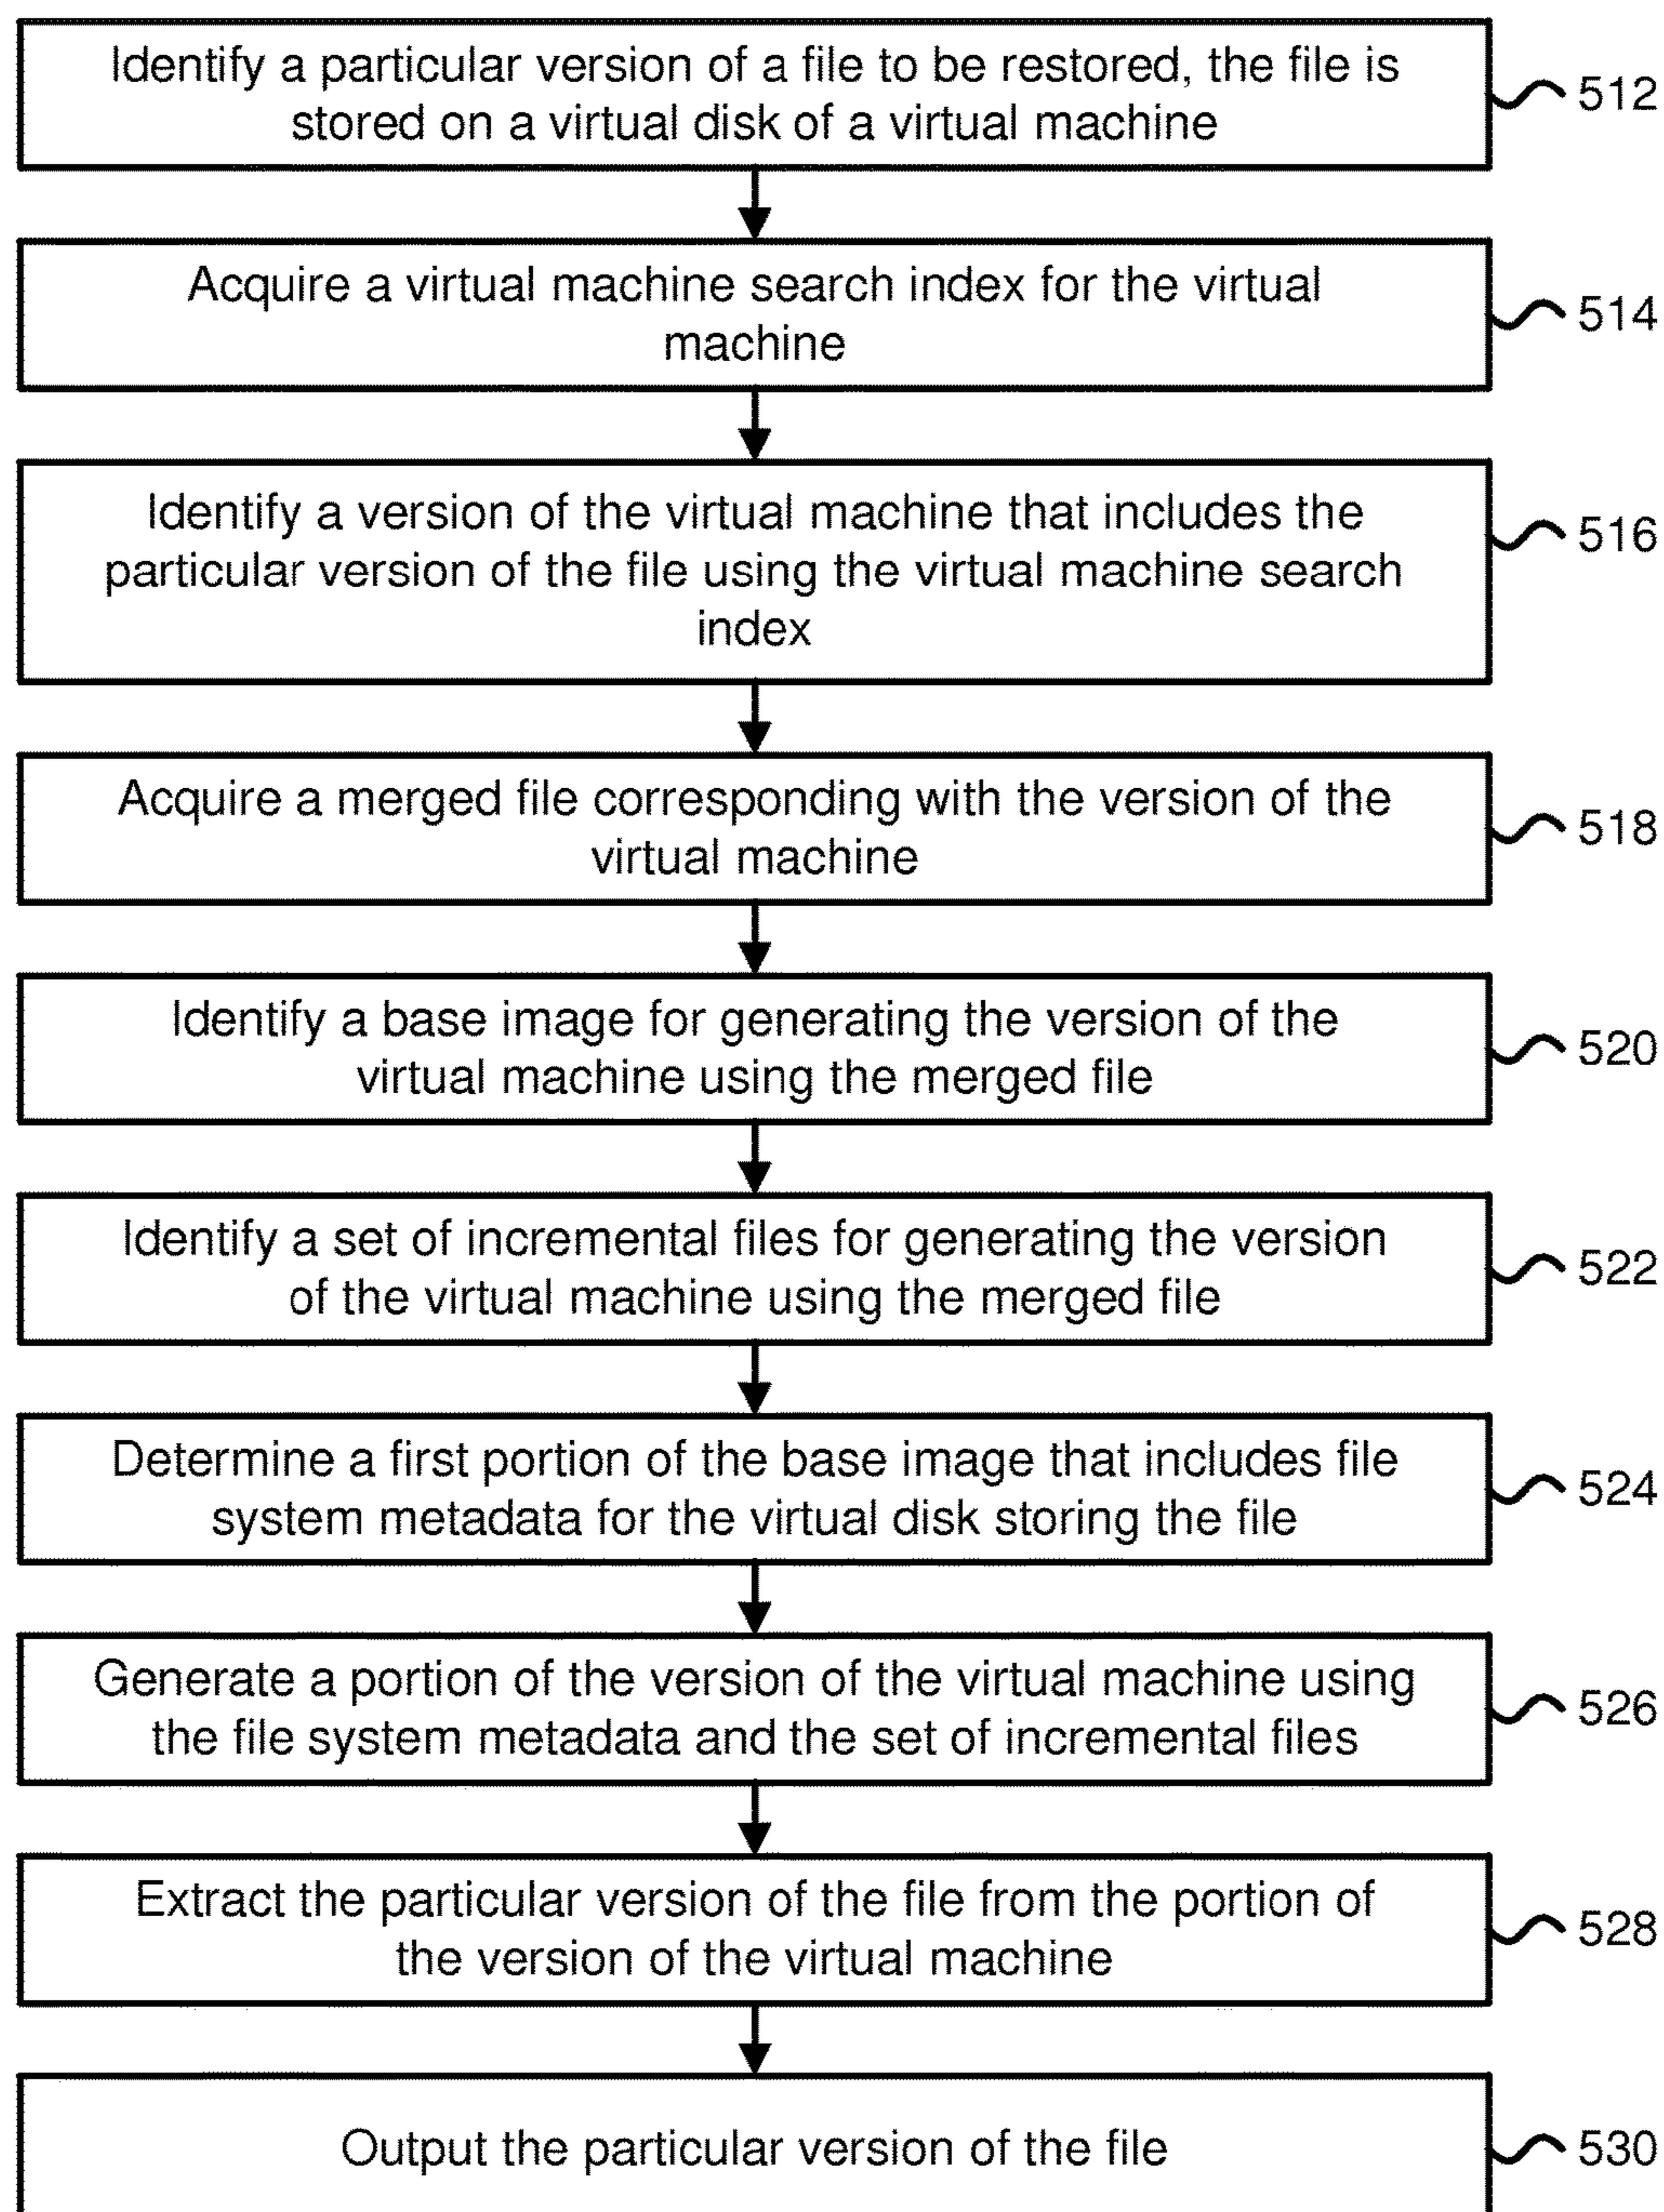 Identify a particular version of a file to be restored, the file is
stored on a virtual disk of a virtual machine
512
Acquire a virtual machine search index for the virtual
machine
514
Identify a version of the virtual machine that includes the
particular version of the file using the virtual machine search
index
516
Acquire a merged file corresponding with the version of the
virtual machine
518
Identify a base image for generating the version of the
virtual machine using the merged file
520
Identify a set of incremental files for generating the version
of the virtual machine using the merged file
522
Determine a first portion of the base image that includes file
system metadata for the virtual disk storing the file
524
Generate a portion of the version of the virtual machine using
the file system metadata and the set of incremental files
526
Extract the particular version of the file from the portion of
the version of the virtual machine
528
Output the particular version of the file
530